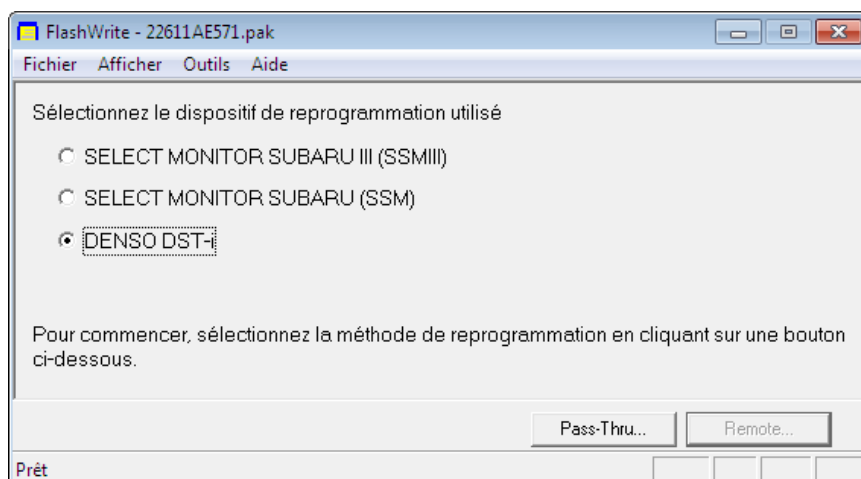 FlashWrite - 22611AE571.pak
Fichier Afficher Outils Aide
Sélectionnez le dispositif de reprogrammation utilisé
SELECT MONITOR SUBARU III (SSMIII)
SELECT MONITOR SUBARU (SSM)
DENSO DST-i
Pour commencer, sélectionnez la méthode de reprogrammation en cliquant sur une bouton
ci-dessous.
Pass-Thru... Remote...
Prêt